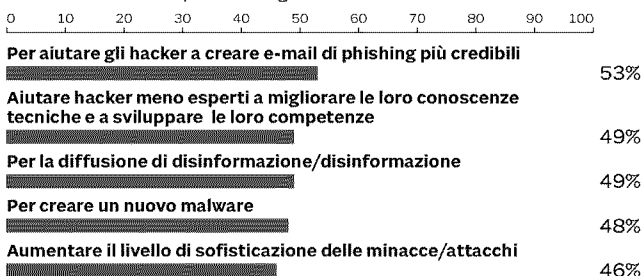 0 10 20 30 40 50 60 70 80 90 100
Per aiutare gli hacker a creare e-mail di phishing più credibili
53%
Aiutare hacker meno esperti a migliorare le loro conoscenze
tecniche e a sviluppare le loro competenze
49%
Per la diffusione di disinformazione/disinformazione
49%
Per creare un nuovo malware
48%
Aumentare il livello di sofisticazione delle minacce/attacchi
46%